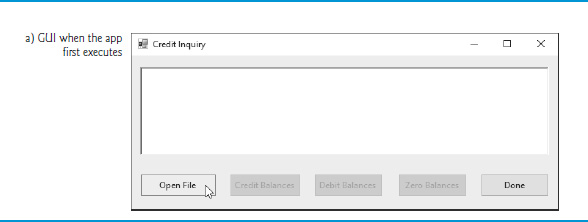 a) GUI when the app
first executes
Credit Inquiry
Open File
Credit Balances
Debit Balances
Zero Balances
Done